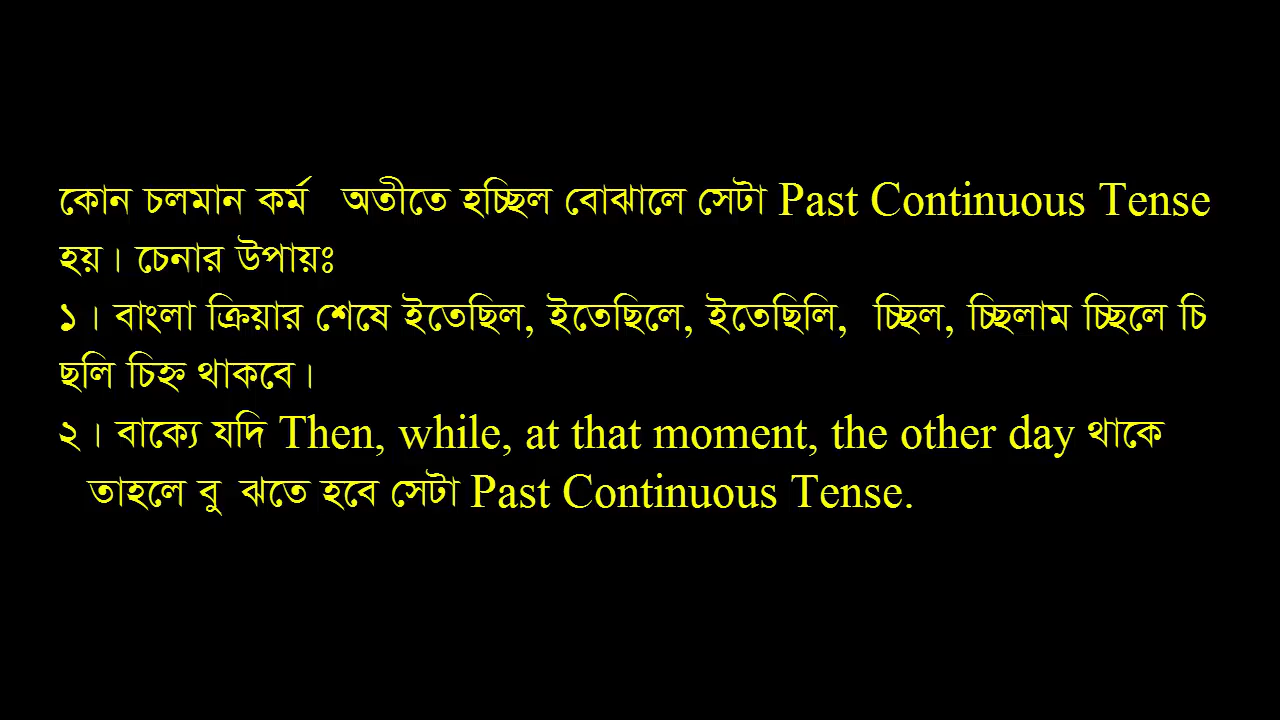 কোন চলমান কর্ম অতীতে হচ্ছিল বোঝালে সেটা Past Continuous Tense
হয়। চেনার উপায়ঃ
১। বাংলা ক্রিয়ার শেষে ইতেছিল, ইতেছিলে, ইতেছিলি, চ্ছিল, চ্ছিলাম চ্ছিলে চি
ছলি চিহ্ন থাকবে।
২। বাক্যে যদি Then, while, at that moment, the other day থাকে
তাহলে বু ঝতে হবে সেটা Past Continuous Tense.